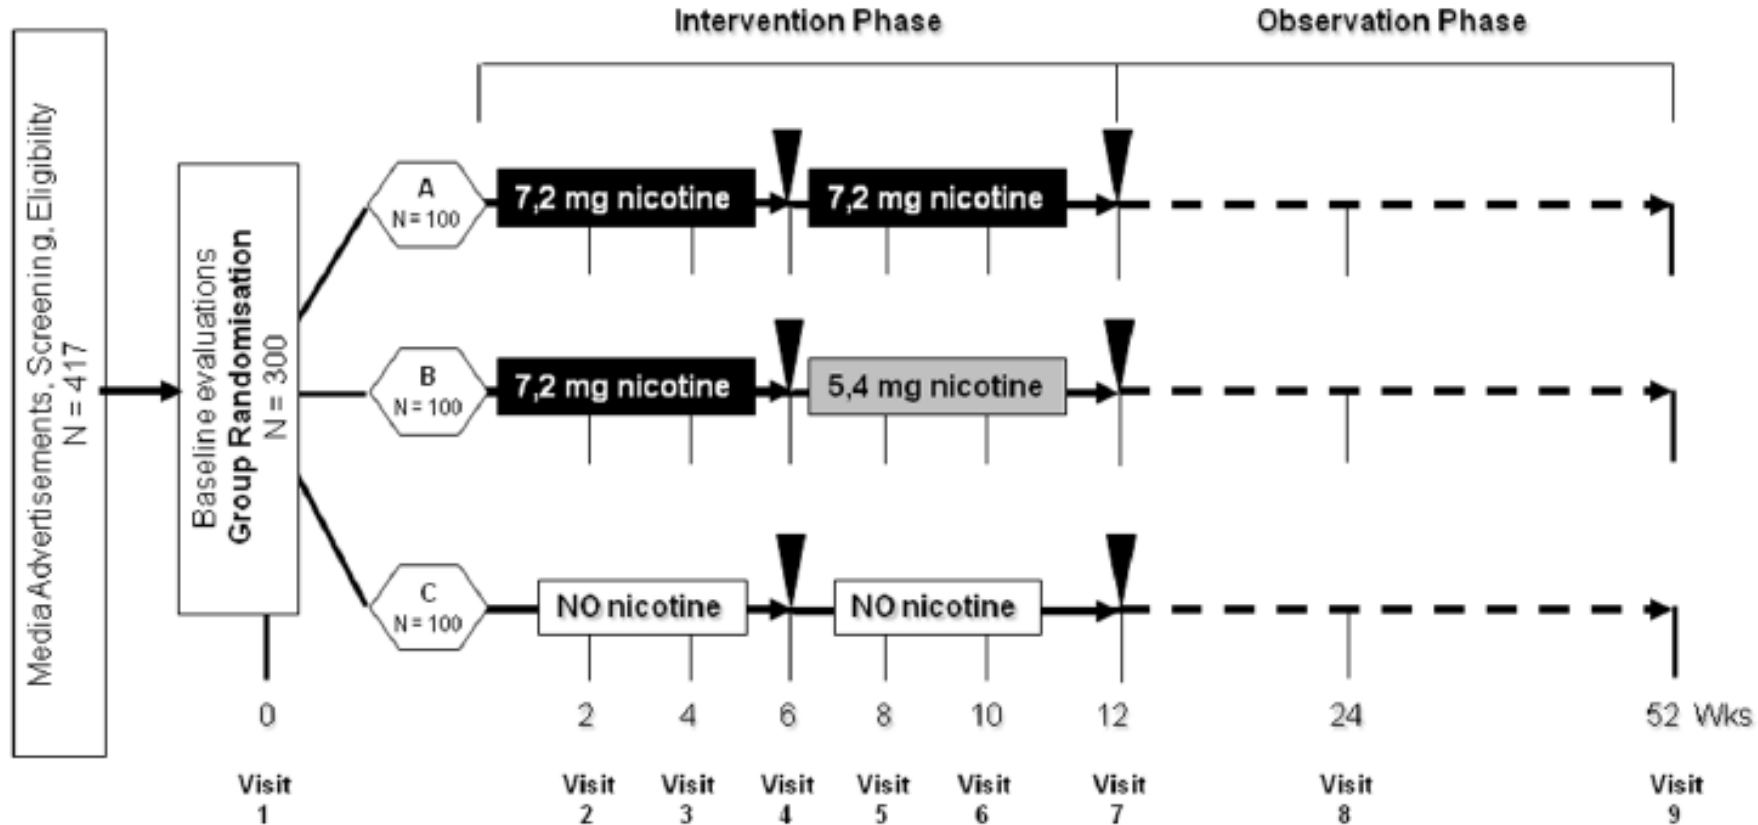 Intervention Phase
Observation Phase
Media Advertisements, Screening, Eligibility
N = 417
Baseline evaluations
Group Randomisation
N = 300
A
N = 100
7,2 mg nicotine
7,2 mg nicotine
B
N = 100
7,2 mg nicotine
5,4 mg nicotine
C
N = 100
NO nicotine
NO nicotine
0 2 4 6 8 10 12 24 52 Wks
Visit Visit Visit Visit Visit Visit Visit Visit Visit
1 2 3 4 5 6 7 8 9